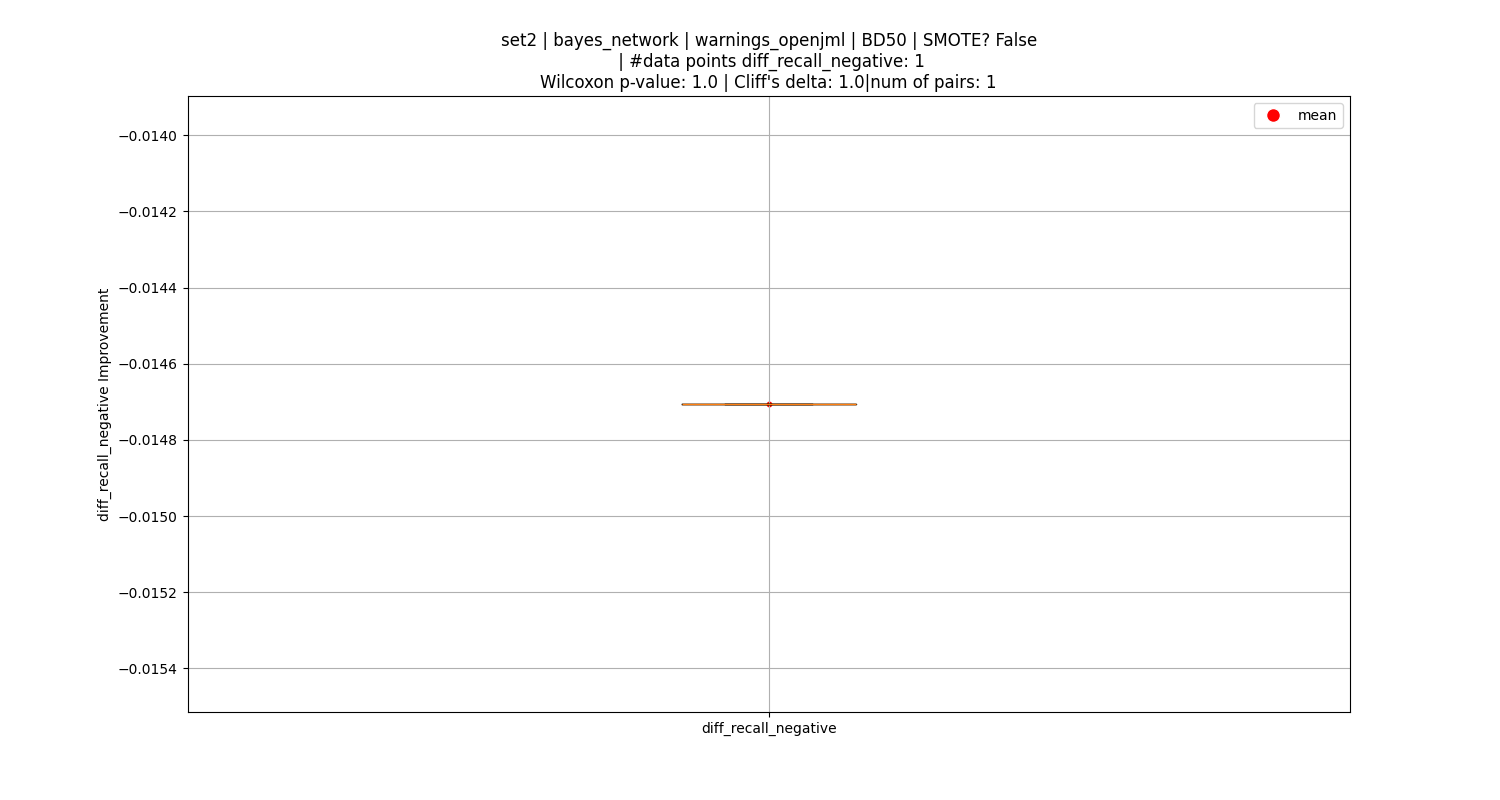 set2 | bayes_network | warnings_openjml | BD50 | SMOTE? False
| #data points diff_recall_negative: 1
Wilcoxon p-value: 1.0 | Cliff's delta: 1.0|num of pairs: 1
mean
−0.0140
−0.0142
−0.0144
−0.0146
−0.0148
−0.0150
−0.0152
−0.0154
diff_recall_negative Improvement
diff_recall_negative